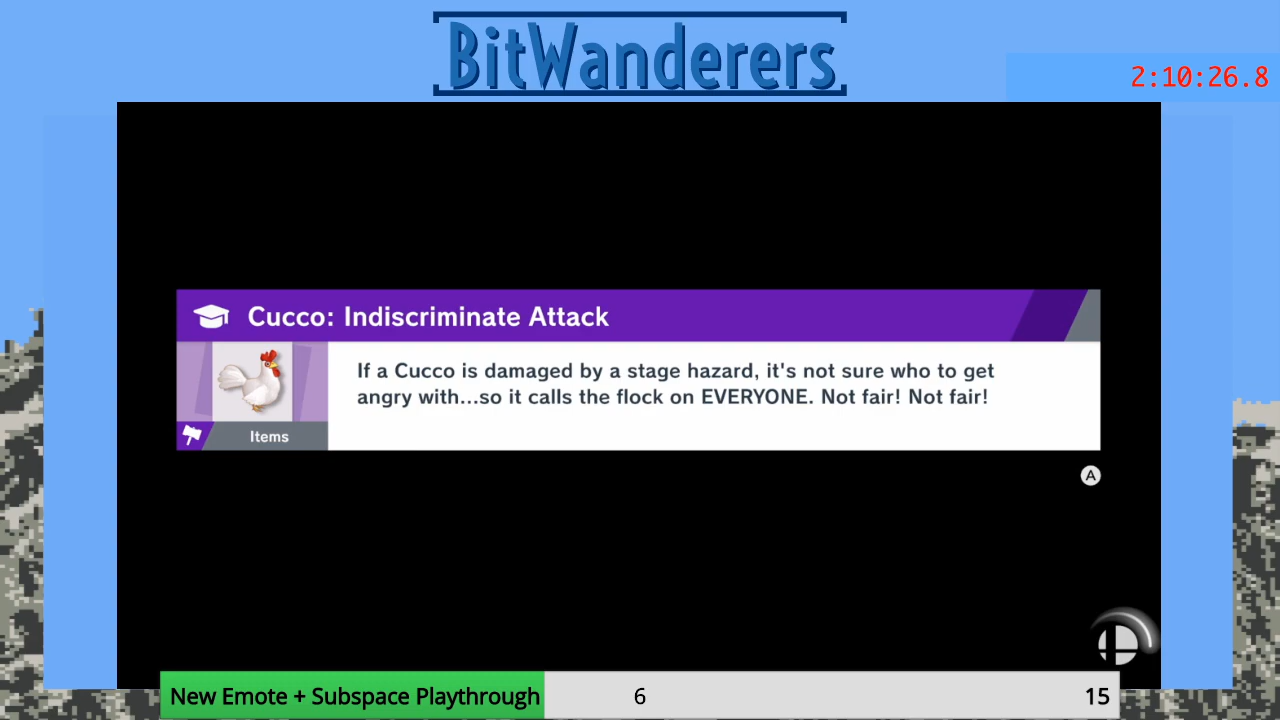 BitWanderers
2:10:26.8
Cucco: Indiscriminate Attack
If a Cucco is damaged by a stage hazard, it's not sure who to get
angry with...so it calls the flock on EVERYONE. Not fair! Not fair!
Items
A
New Emote + Subspace Playthrough 6 15